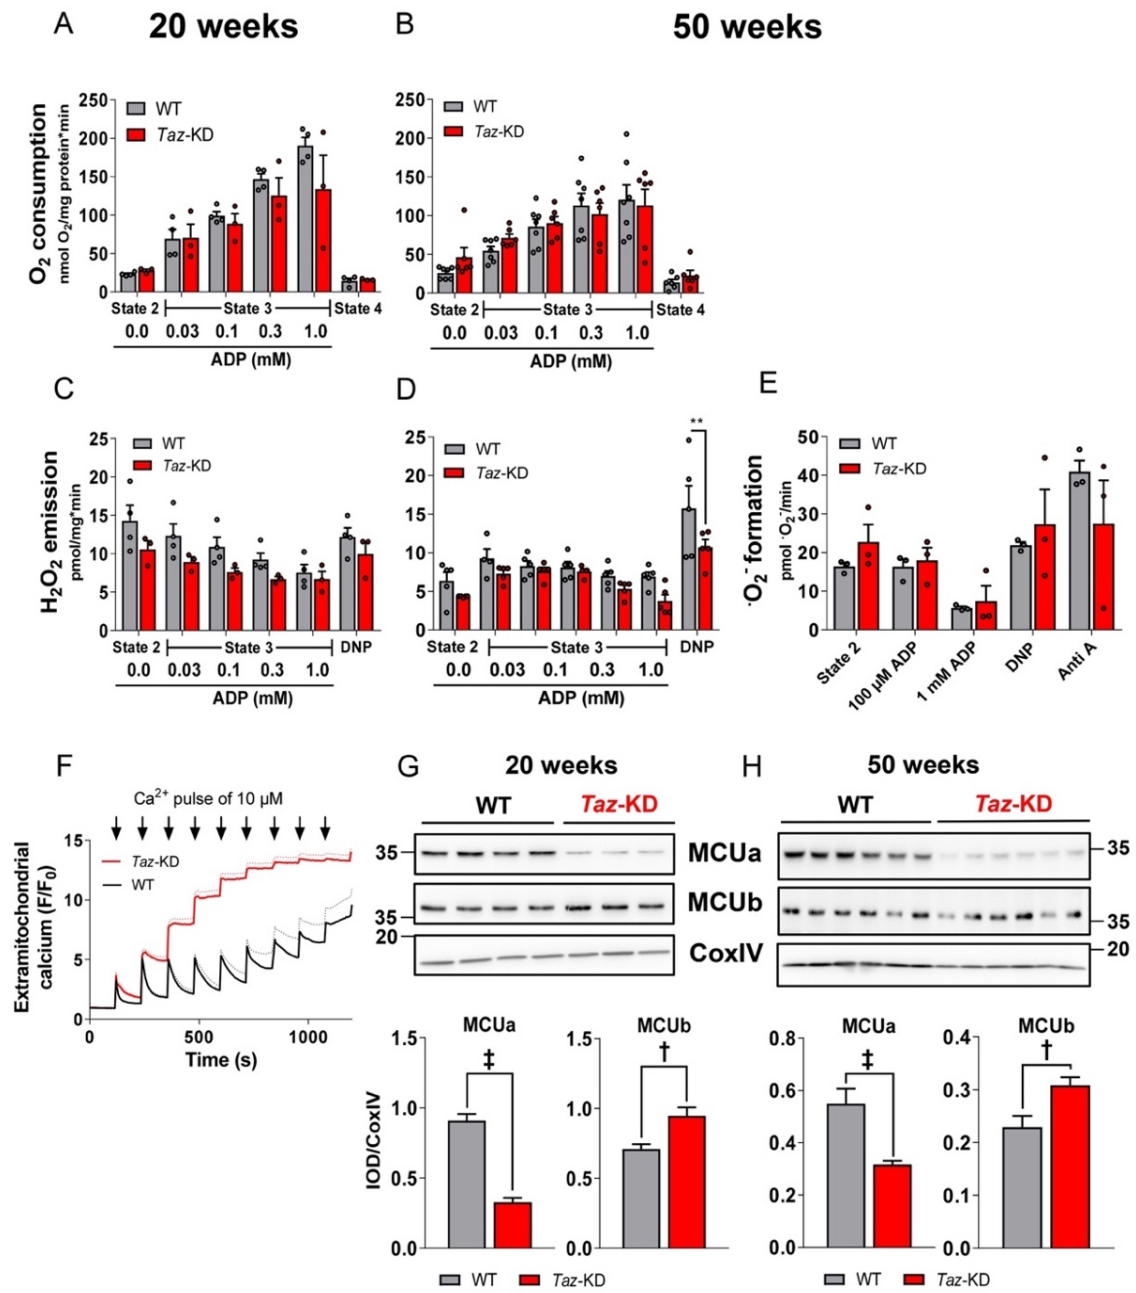 A 20 weeks
B 50 weeks
O2 consumption
nmol O2/mg protein*min
250
200
150
100
50
0
WT
Taz-KD
State 2 State 3 State 4
0.0 0.03 0.1 0.3 1.0
ADP (mM)
250
200
150
100
50
0
WT
Taz-KD
State 2 State 3 State 4
0.0 0.03 0.1 0.3 1.0
ADP (mM)
C
H2O2 emission
pmol/mg*min
25
20
15
10
5
0
WT
Taz-KD
State 2 State 3 DNP
0.0 0.03 0.1 0.3 1.0
ADP (mM)
D
25
20
15
10
5
0
WT
Taz-KD
**
State 2 State 3 DNP
0.0 0.03 0.1 0.3 1.0
ADP (mM)
E
·O2- formation
pmol ·O2-/min
50
40
30
20
10
0
WT
Taz-KD
State 2
100 µM ADP
1 mM ADP
DNP
Anti A
F
Ca2+ pulse of 10 µM
Extramitochondrial
calcium (F/F0)
15
10
5
0
Taz-KD
WT
0 500 1000
Time (s)
G 20 weeks
WT Taz-KD
35
35
20
MCUa
MCUb
CoxIV
H 50 weeks
WT Taz-KD
35
35
20
IOD/CoxIV
MCUa
1.5
1.0
0.5
0.0
‡
MCUb
1.5
1.0
0.5
0.0
†
WT Taz-KD
MCUa
0.8
0.6
0.4
0.2
0.0
‡
MCUb
0.4
0.3
0.2
0.1
0.0
†
WT Taz-KD